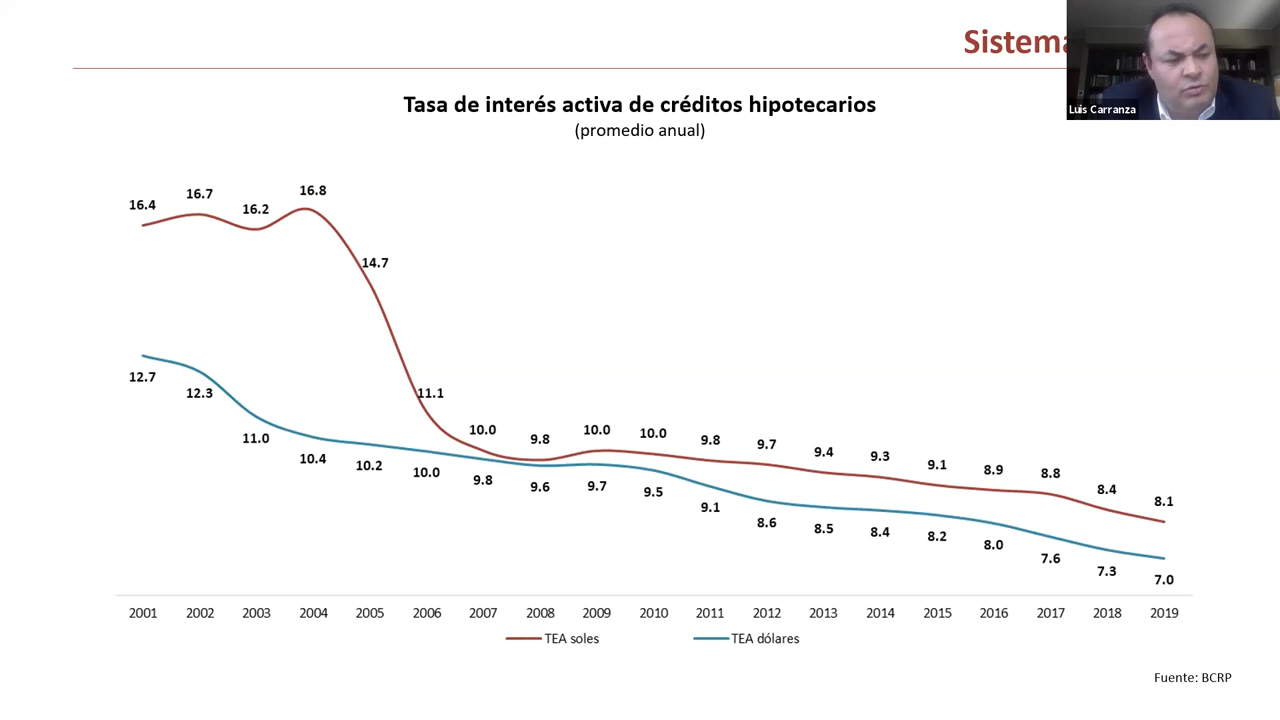 Sistema
Luis Carranza
Tasa de interés activa de créditos hipotecarios
(promedio anual)
16.4 16.7 16.2 16.8 14.7 11.1 10.0 9.8 10.0 10.0 9.8 9.7 9.4 9.3 9.1 8.9 8.8 8.4 8.1
12.7 12.3 11.0 10.4 10.2 10.0 9.8 9.6 9.7 9.5 9.1 8.6 8.5 8.4 8.2 8.0 7.6 7.3 7.0
2001 2002 2003 2004 2005 2006 2007 2008 2009 2010 2011 2012 2013 2014 2015 2016 2017 2018 2019
TEA soles TEA dólares
Fuente: BCRP